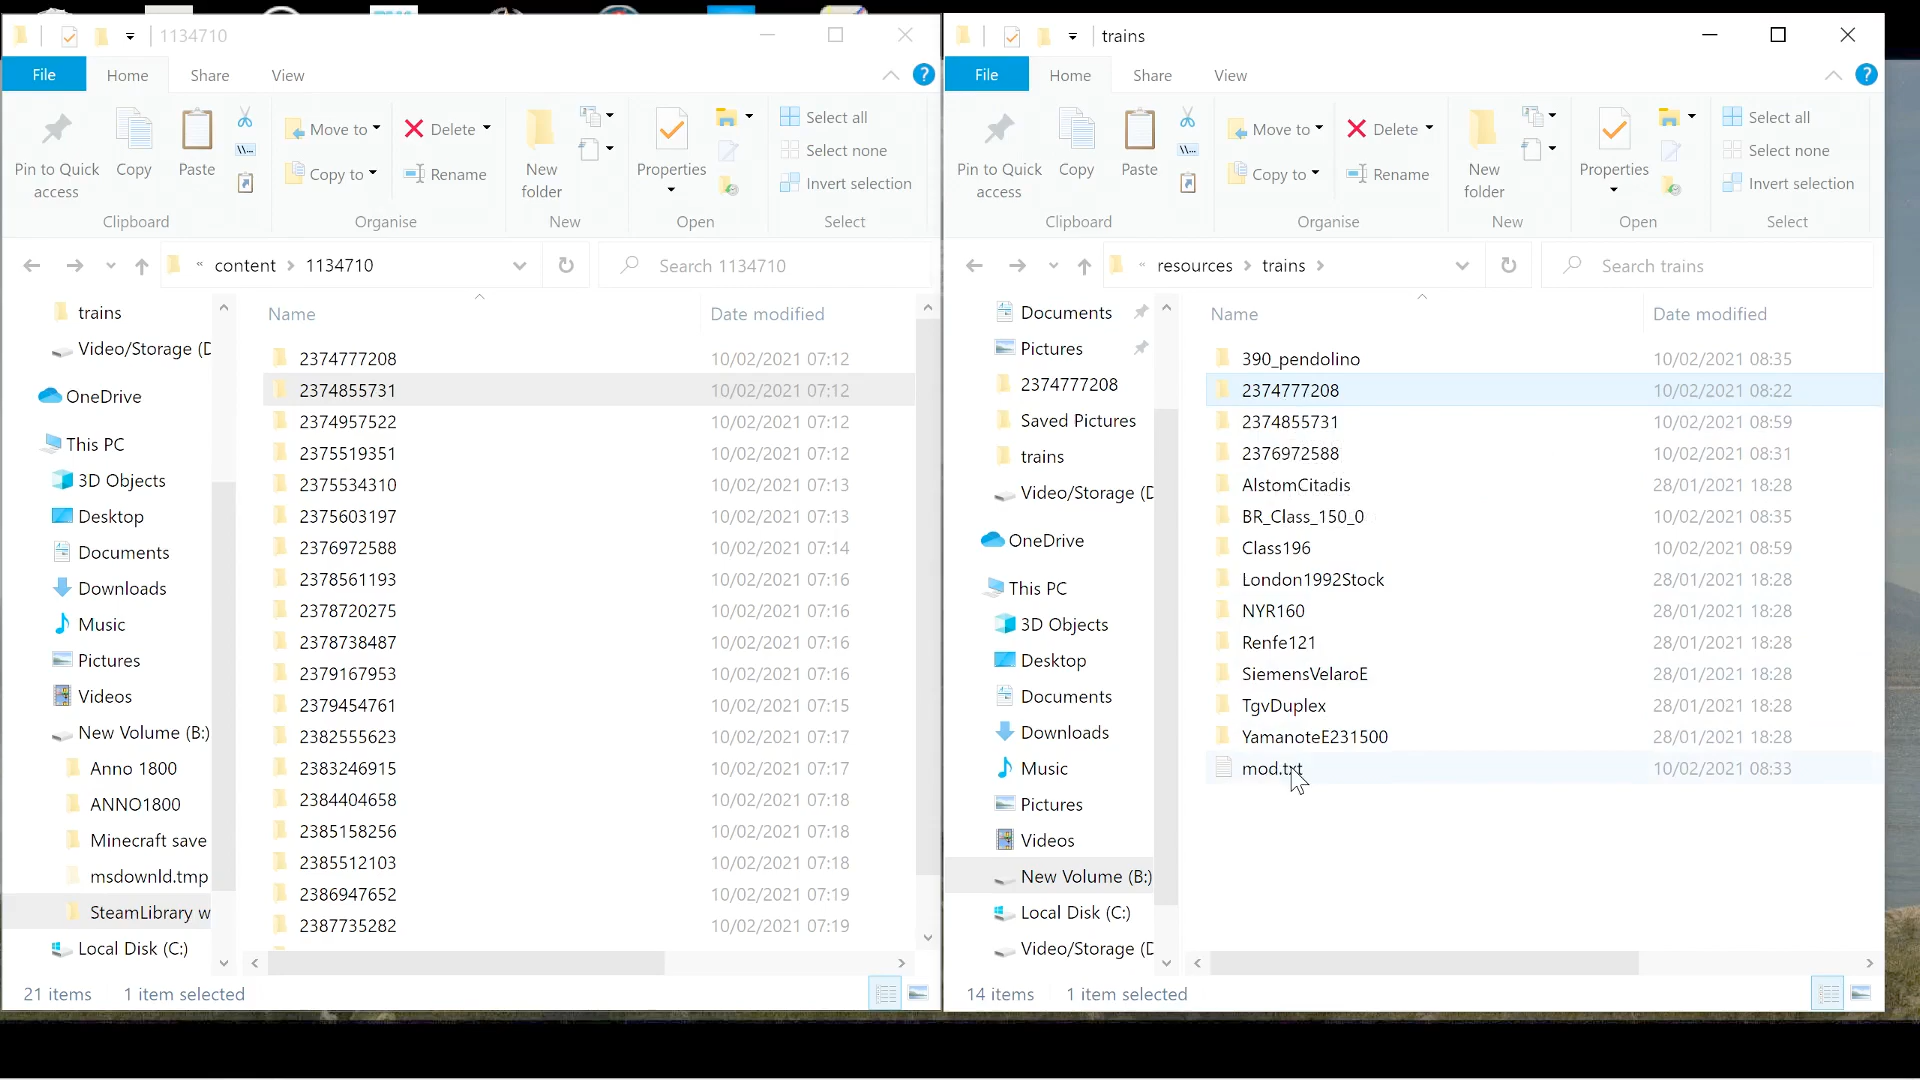 1134710
File
Home
Share
View
Pin to Quick access
Copy
Paste
Move to
Copy to
Delete
Rename
New folder
Properties
Select all
Select none
Invert selection
Clipboard
Organise
New
Open
Select
« content > 1134710
Search 1134710
trains
Video/Storage (D
OneDrive
This PC
3D Objects
Desktop
Documents
Downloads
Music
Pictures
Videos
New Volume (B:)
Anno 1800
ANNO1800
Minecraft save
msdownld.tmp
SteamLibrary w
Local Disk (C:)
Name Date modified
2374777208 10/02/2021 07:12
2374855731 10/02/2021 07:12
2374957522 10/02/2021 07:12
2375519351 10/02/2021 07:12
2375534310 10/02/2021 07:13
2375603197 10/02/2021 07:13
2376972588 10/02/2021 07:14
2378561193 10/02/2021 07:16
2378720275 10/02/2021 07:16
2378738487 10/02/2021 07:16
2379167953 10/02/2021 07:16
2379454761 10/02/2021 07:15
2382555623 10/02/2021 07:17
2383246915 10/02/2021 07:17
2384404658 10/02/2021 07:18
2385158256 10/02/2021 07:18
2385512103 10/02/2021 07:18
2386947652 10/02/2021 07:19
2387735282 10/02/2021 07:19
21 items 1 item selected
trains
File
Home
Share
View
Pin to Quick access
Copy
Paste
Move to
Copy to
Delete
Rename
New folder
Properties
Select all
Select none
Invert selection
Clipboard
Organise
New
Open
Select
« resources > trains >
Search trains
Documents
Pictures
2374777208
Saved Pictures
trains
Video/Storage (D
OneDrive
This PC
3D Objects
Desktop
Documents
Downloads
Music
Pictures
Videos
New Volume (B:)
Local Disk (C:)
Video/Storage (D
Name Date modified
390_pendolino 10/02/2021 08:35
2374777208 10/02/2021 08:22
2374855731 10/02/2021 08:59
2376972588 10/02/2021 08:31
AlstomCitadis 28/01/2021 18:28
BR_Class_150_0 10/02/2021 08:35
Class196 10/02/2021 08:59
London1992Stock 28/01/2021 18:28
NYR160 28/01/2021 18:28
Renfe121 28/01/2021 18:28
SiemensVelaroE 28/01/2021 18:28
TgvDuplex 28/01/2021 18:28
YamanoteE231500 28/01/2021 18:28
mod.txt 10/02/2021 08:33
14 items 1 item selected